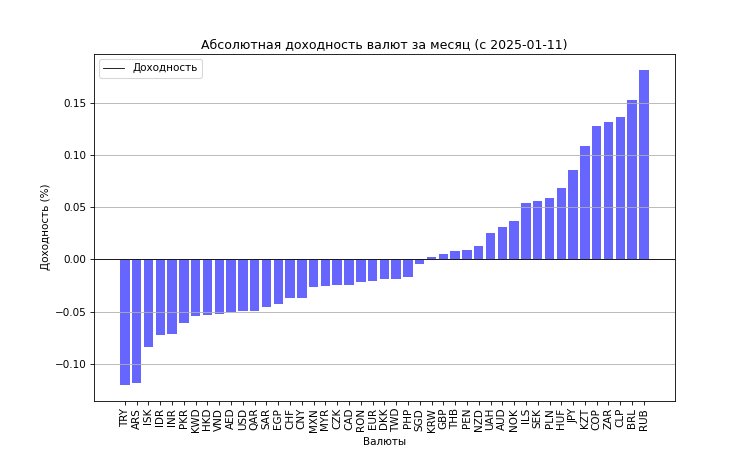 Абсолютная доходность валют за месяц (с 2025-01-11)
Доходность
Доходность (%)
0.15
0.10
0.05
0.00
−0.05
−0.10
TRY ARS ISK IDR INR PKR KWD HKD VND AED USD QAR SAR EGP CHF CNY MXN MYR CZK CAD RON EUR DKK TWD PHP SGD KRW GBP THB PEN NZD UAH AUD NOK ILS SEK PLN HUF JPY KZT COP ZAR CLP BRL RUB
Валюты